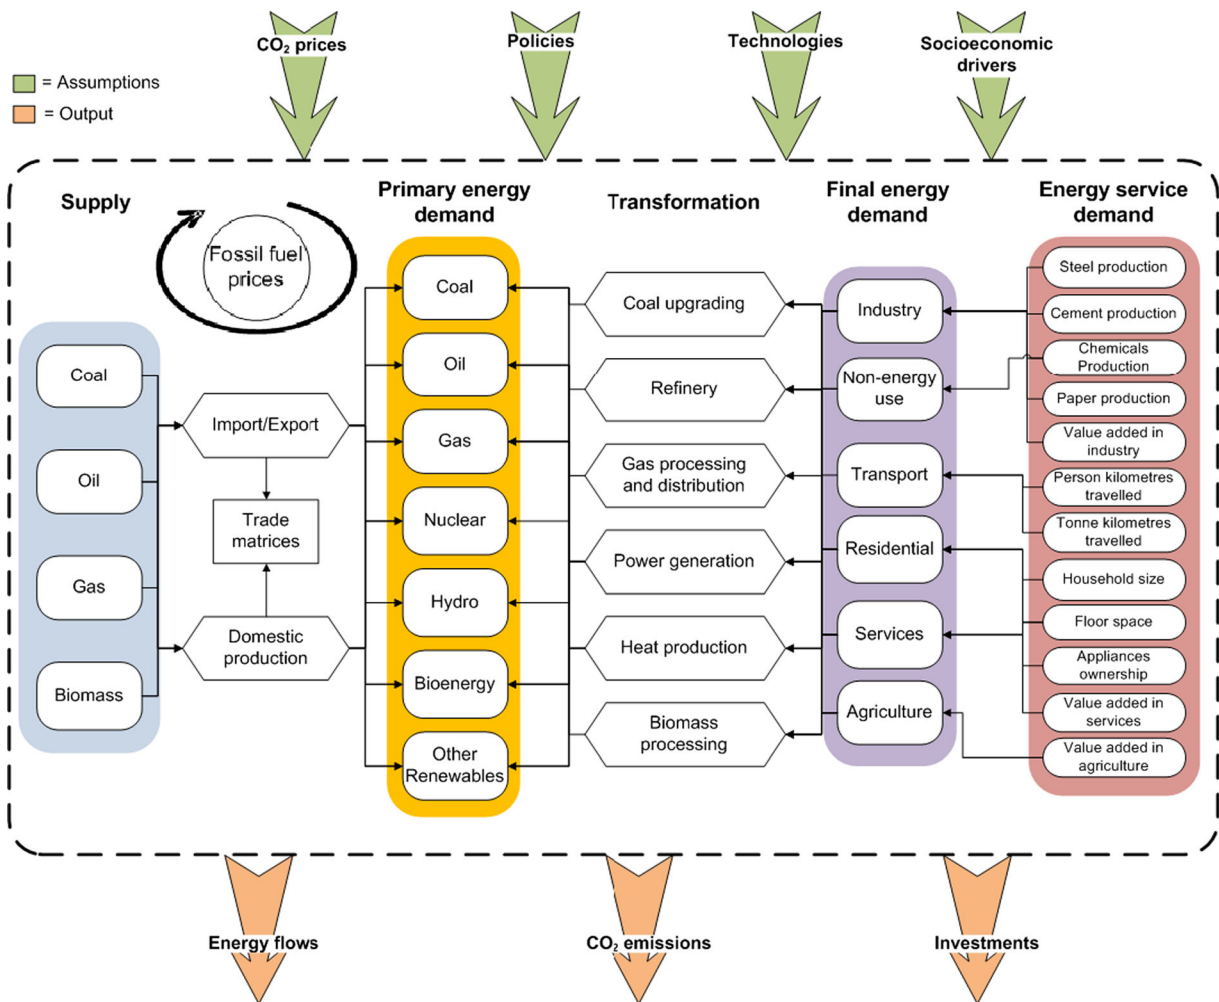 CO₂ prices
Policies
Technologies
Socioeconomic
drivers
= Assumptions
= Output
Supply
Fossil fuel
prices
Primary energy
demand
Transformation
Final energy
demand
Energy service
demand
Coal
Oil
Gas
Biomass
Import/Export
Trade
matrices
Domestic
production
Coal
Oil
Gas
Nuclear
Hydro
Bioenergy
Other
Renewables
Coal upgrading
Refinery
Gas processing
and distribution
Power generation
Heat production
Biomass
processing
Industry
Non-energy
use
Transport
Residential
Services
Agriculture
Steel production
Cement production
Chemicals
Production
Paper production
Value added in
industry
Person kilometres
travelled
Tonne kilometres
travelled
Household size
Floor space
Appliances
ownership
Value added in
services
Value added in
agriculture
Energy flows
CO₂ emissions
Investments